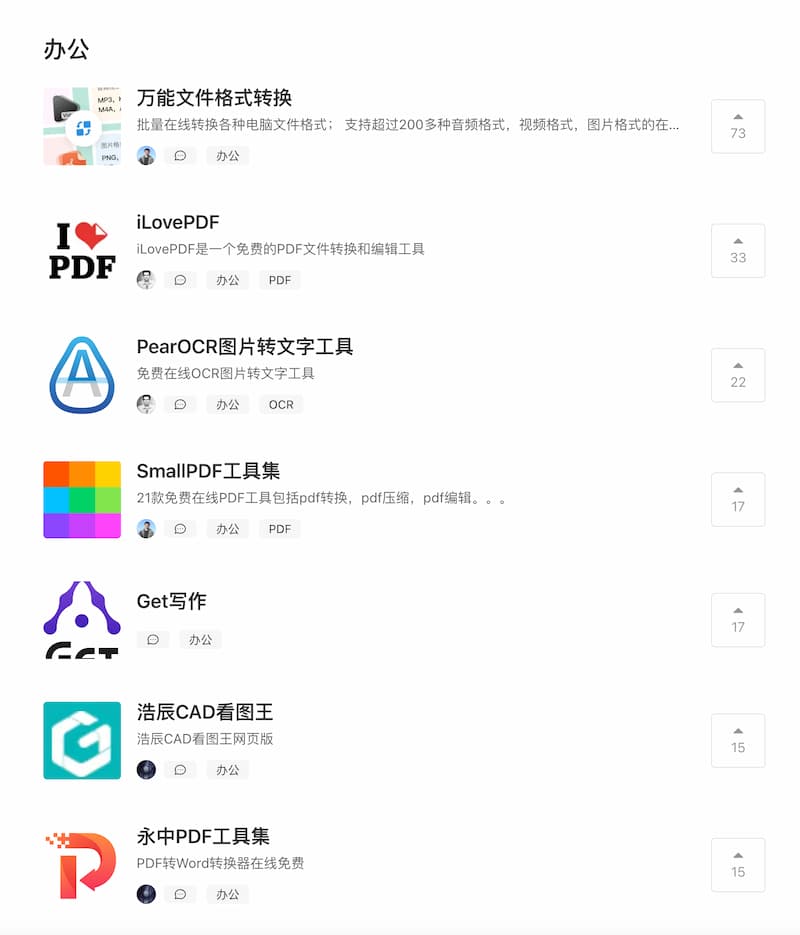 办公
万能文件格式转换
批量在线转换各种电脑文件格式； 支持超过200多种音频格式，视频格式，图片格式的在...
办公
73
I
PDF
iLovePDF
iLovePDF是一个免费的PDF文件转换和编辑工具
办公 PDF
33
PearOCR图片转文字工具
免费在线OCR图片转文字工具
办公 OCR
22
SmallPDF工具集
21款免费在线PDF工具包括pdf转换，pdf压缩，pdf编辑。。。
办公 PDF
17
GET
Get写作
办公
17
浩辰CAD看图王
浩辰CAD看图王网页版
办公
15
永中PDF工具集
PDF转Word转换器在线免费
办公
15